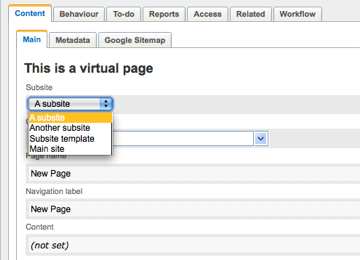 Content Behaviour To-do Reports Access Related Workflow
Main Metadata Google Sitemap
This is a virtual page
Subsite
A subsite
A subsite
Another subsite
Subsite template
Main site
Page name
New Page
Navigation label
New Page
Content
(not set)